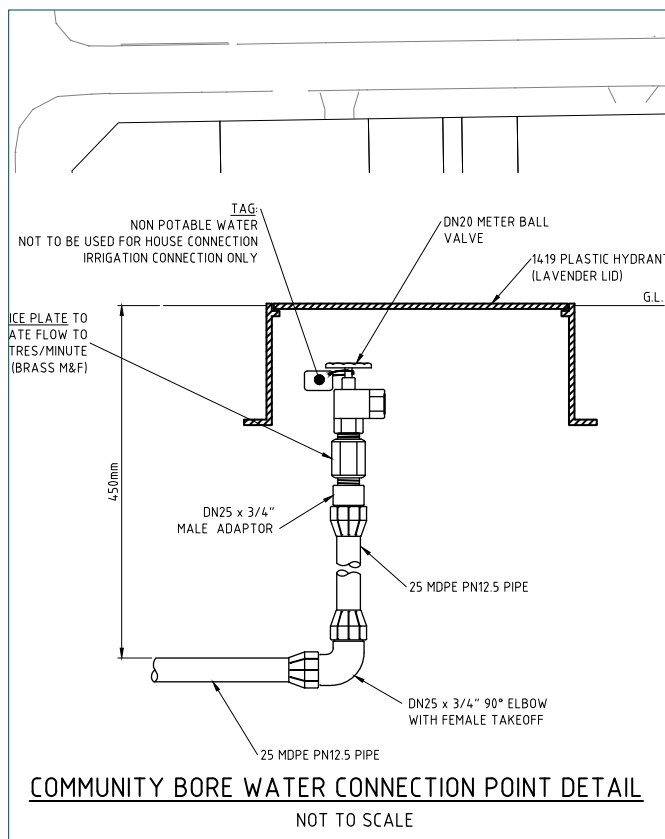 TAG:
NON POTABLE WATER
NOT TO BE USED FOR HOUSE CONNECTION
IRRIGATION CONNECTION ONLY
DN20 METER BALL
VALVE
1419 PLASTIC HYDRANT
(LAVENDER LID)
G.L.
ICE PLATE TO
ATE FLOW TO
TRES/MINUTE
(BRASS M&F)
450mm
DN25 x 3/4"
MALE ADAPTOR
25 MDPE PN12.5 PIPE
DN25 x 3/4" 90° ELBOW
WITH FEMALE TAKEOFF
25 MDPE PN12.5 PIPE
COMMUNITY BORE WATER CONNECTION POINT DETAIL
NOT TO SCALE